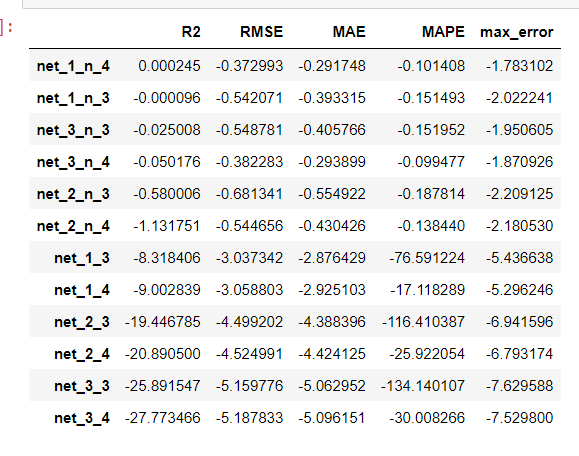 ]:
R2 RMSE MAE MAPE max_error
net_1_n_4 0.000245 -0.372993 -0.291748 -0.101408 -1.783102
net_1_n_3 -0.000096 -0.542071 -0.393315 -0.151493 -2.022241
net_3_n_3 -0.025008 -0.548781 -0.405766 -0.151952 -1.950605
net_3_n_4 -0.050176 -0.382283 -0.293899 -0.099477 -1.870926
net_2_n_3 -0.580006 -0.681341 -0.554922 -0.187814 -2.209125
net_2_n_4 -1.131751 -0.544656 -0.430426 -0.138440 -2.180530
net_1_3 -8.318406 -3.037342 -2.876429 -76.591224 -5.436638
net_1_4 -9.002839 -3.058803 -2.925103 -17.118289 -5.296246
net_2_3 -19.446785 -4.499202 -4.388396 -116.410387 -6.941596
net_2_4 -20.890500 -4.524991 -4.424125 -25.922054 -6.793174
net_3_3 -25.891547 -5.159776 -5.062952 -134.140107 -7.629588
net_3_4 -27.773466 -5.187833 -5.096151 -30.008266 -7.529800